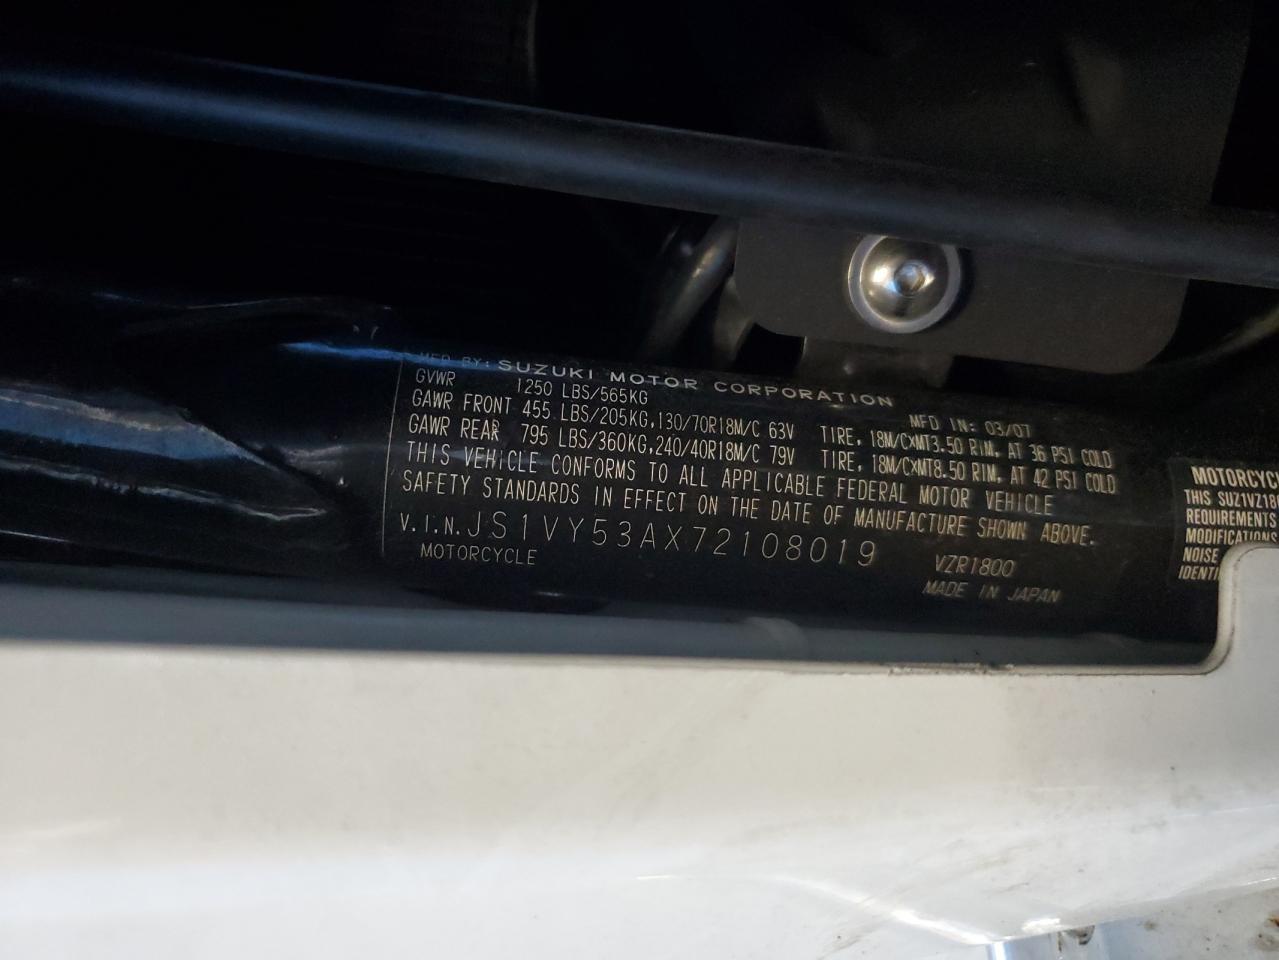 MFD BY: SUZUKI MOTOR CORPORATION
GVWR 1250 LBS/565KG MFD IN: 03/07
GAWR FRONT 455 LBS/205KG, 130/70R18M/C 63V TIRE, 18M/C×MT3.50 RIM, AT 36 PSI COLD
GAWR REAR 795 LBS/360KG, 240/40R18M/C 79V TIRE, 18M/C×MT8.50 RIM, AT 42 PSI COLD
THIS VEHICLE CONFORMS TO ALL APPLICABLE FEDERAL MOTOR VEHICLE
SAFETY STANDARDS IN EFFECT ON THE DATE OF MANUFACTURE SHOWN ABOVE.
V.I.N. JS1VY53AX72108019 VZR1800
MOTORCYCLE MADE IN JAPAN
MOTORCYC
THIS SUZ1VZ18
REQUIREMENTS
MODIFICATIONS
NOISE
IDENTI